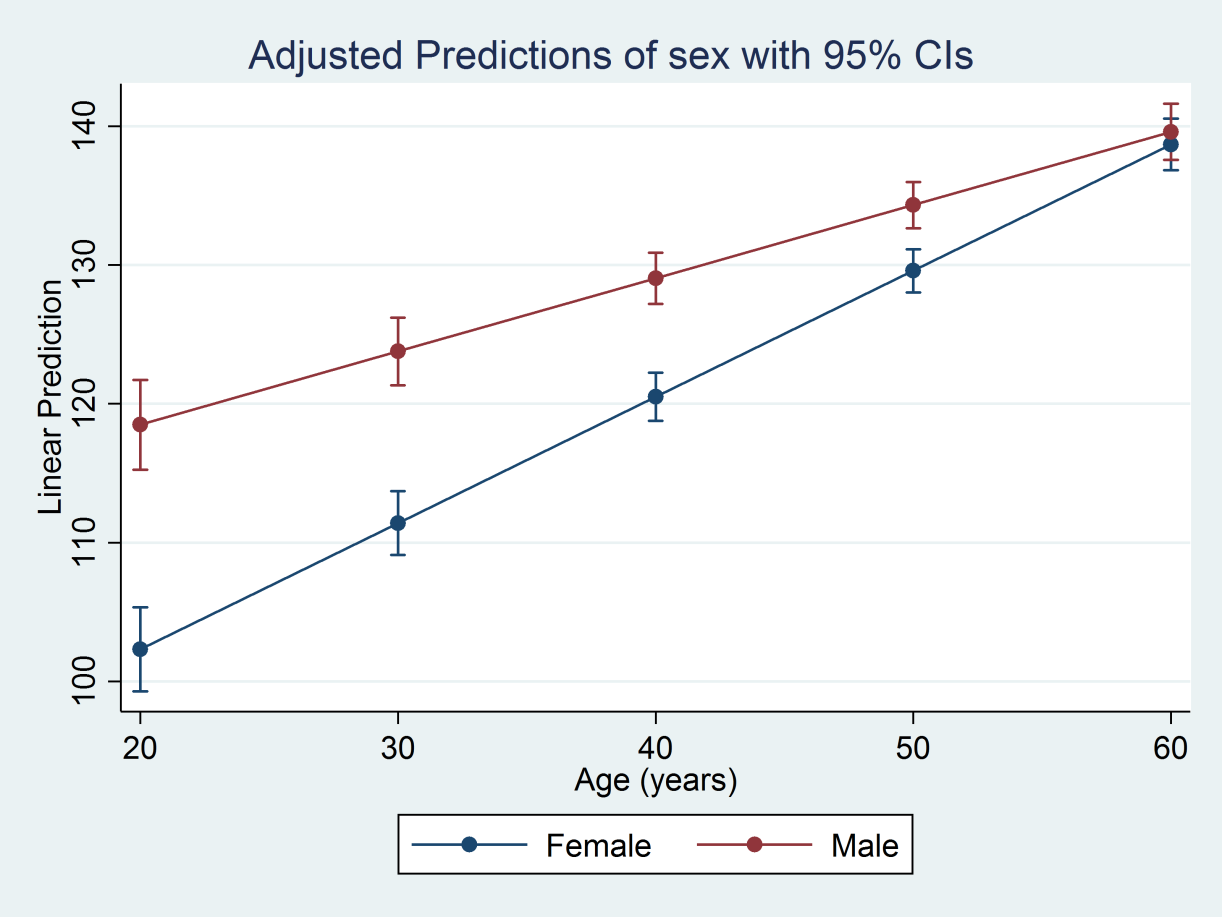 Adjusted Predictions of sex with 95% CIs
Linear Prediction
140
130
120
110
100
20 30 40 50 60
Age (years)
Female Male